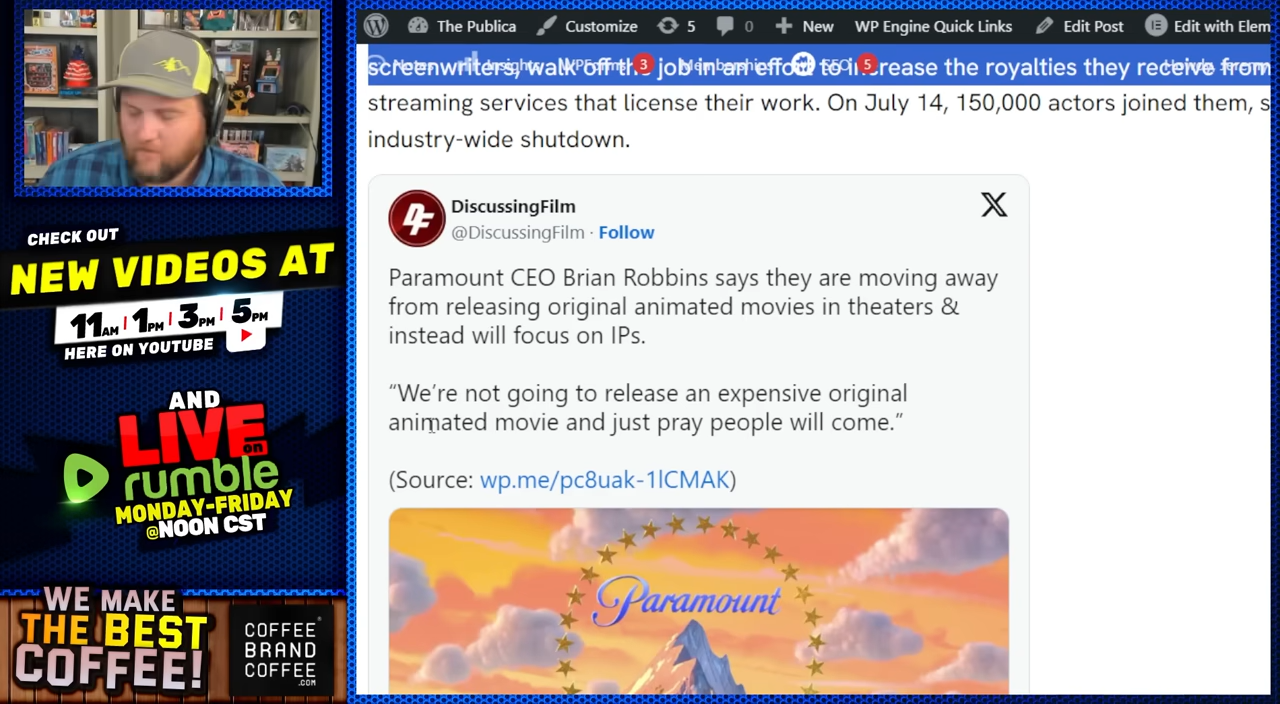 The Publica
Customize
5
0
New
WP Engine Quick Links
Edit Post
Edit with Elem
screenwriters walk off the job in an effort to increase the royalties they receive from
streaming services that license their work. On July 14, 150,000 actors joined them, s
industry-wide shutdown.
3
5
DF
DiscussingFilm
@DiscussingFilm · Follow
X
Paramount CEO Brian Robbins says they are moving away
from releasing original animated movies in theaters &
instead will focus on IPs.
“We’re not going to release an expensive original
animated movie and just pray people will come.”
(Source: wp.me/pc8uak-1lCMAK)
Paramount
CHECK OUT
NEW VIDEOS AT
11AM | 1PM | 3PM | 5PM
HERE ON YOUTUBE
AND
LIVE on
rumble
MONDAY-FRIDAY
@NOON CST
WE MAKE
THE BEST
COFFEE!
COFFEE
BRAND
COFFEE
.COM